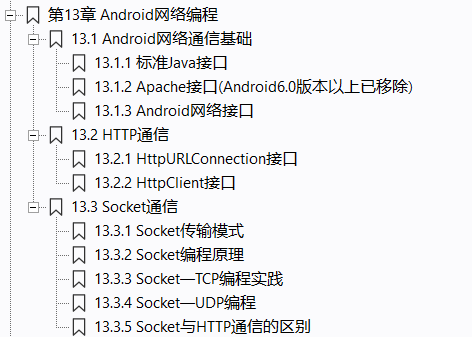 第13章 Android网络编程
13.1 Android网络通信基础
13.1.1 标准Java接口
13.1.2 Apache接口(Android6.0版本以上已移除)
13.1.3 Android网络接口
13.2 HTTP通信
13.2.1 HttpURLConnection接口
13.2.2 HttpClient接口
13.3 Socket通信
13.3.1 Socket传输模式
13.3.2 Socket编程原理
13.3.3 Socket—TCP编程实践
13.3.4 Socket—UDP编程
13.3.5 Socket与HTTP通信的区别